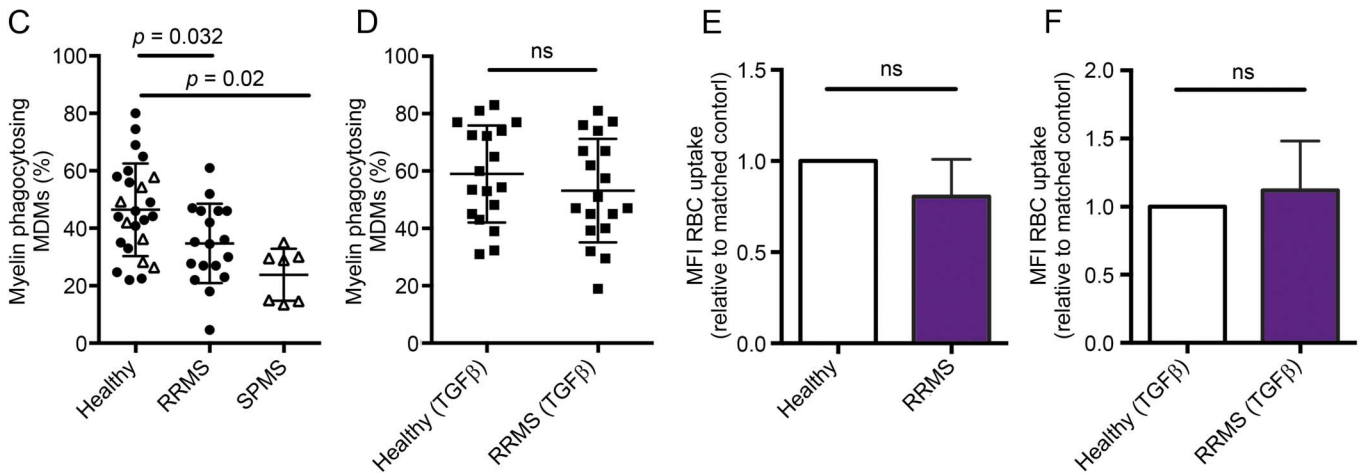 C
p = 0.032
p = 0.02
Myelin phagocytosing
MDMs (%)
100
80
60
40
20
0
Healthy
RRMS
SPMS
D
ns
Myelin phagocytosing
MDMs (%)
100
80
60
40
20
0
Healthy (TGFβ)
RRMS (TGFβ)
E
ns
MFI RBC uptake
(relative to matched contorl)
1.5
1.0
0.5
0.0
Healthy
RRMS
F
ns
MFI RBC uptake
(relative to matched contorl)
2.0
1.5
1.0
0.5
0.0
Healthy (TGFβ)
RRMS (TGFβ)